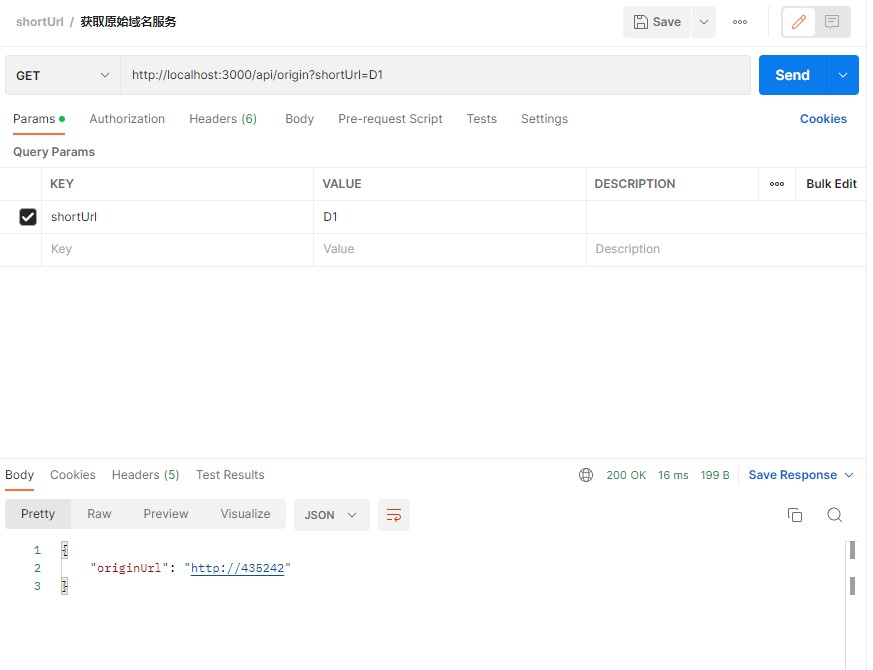 shortUrl / 获取原始域名服务 Save ooo
GET http://localhost:3000/api/origin?shortUrl=D1 Send
Params Authorization Headers (6) Body Pre-request Script Tests Settings Cookies
Query Params
KEY VALUE DESCRIPTION ooo Bulk Edit
shortUrl D1
Key Value Description
Body Cookies Headers (5) Test Results 200 OK 16 ms 199 B Save Response
Pretty Raw Preview Visualize JSON
1 {
2 "originUrl": "http://435242"
3 }